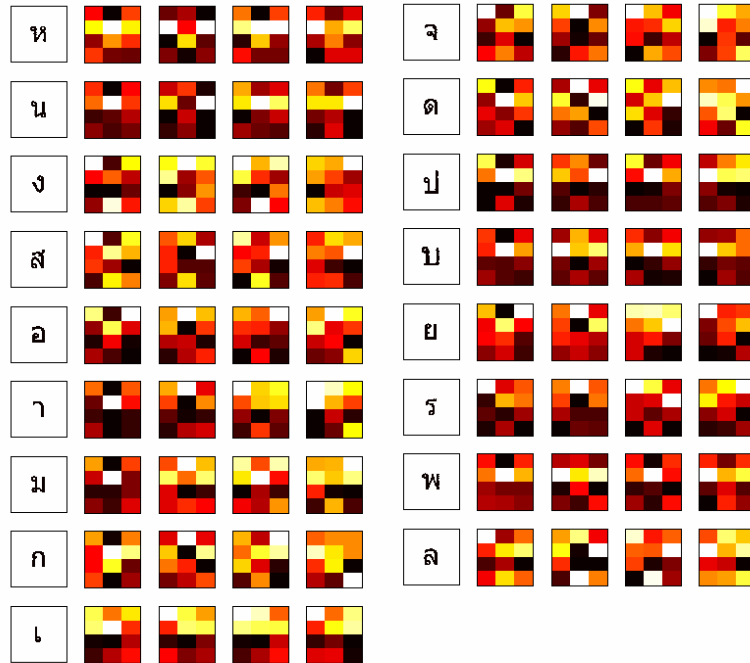 ห
น
ง
ส
อ
า
ม
ก
เ
จ
ด
ป
บ
ย
ร
พ
ล